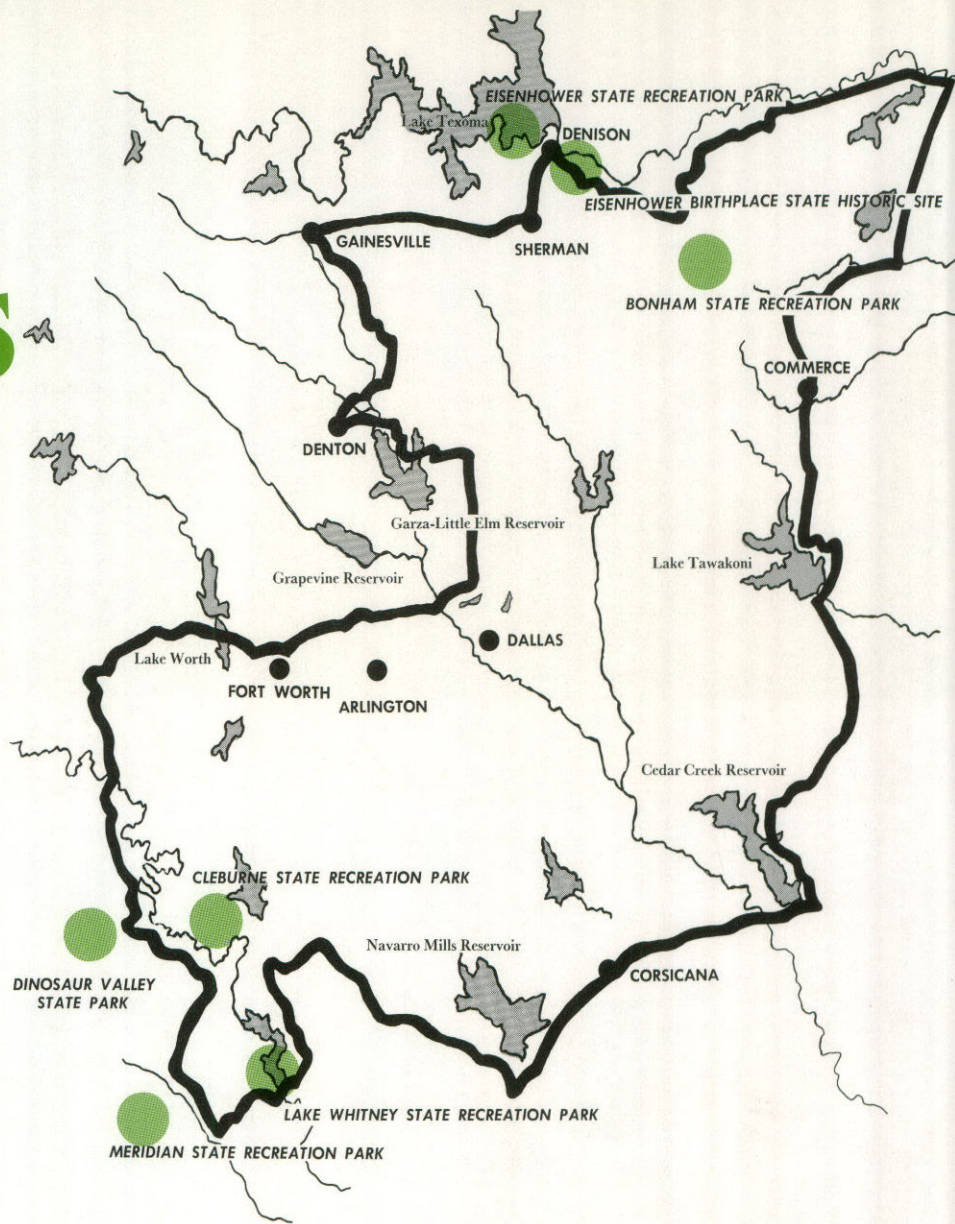 S
EISENHOWER STATE RECREATION PARK
Lake Texoma
DENISON
EISENHOWER BIRTHPLACE STATE HISTORIC SITE
GAINESVILLE
SHERMAN
BONHAM STATE RECREATION PARK
COMMERCE
DENTON
Garza-Little Elm Reservoir
Lake Tawakoni
Grapevine Reservoir
DALLAS
Lake Worth
FORT WORTH
ARLINGTON
Cedar Creek Reservoir
CLEBURNE STATE RECREATION PARK
Navarro Mills Reservoir
CORSICANA
DINOSAUR VALLEY
STATE PARK
LAKE WHITNEY STATE RECREATION PARK
MERIDIAN STATE RECREATION PARK